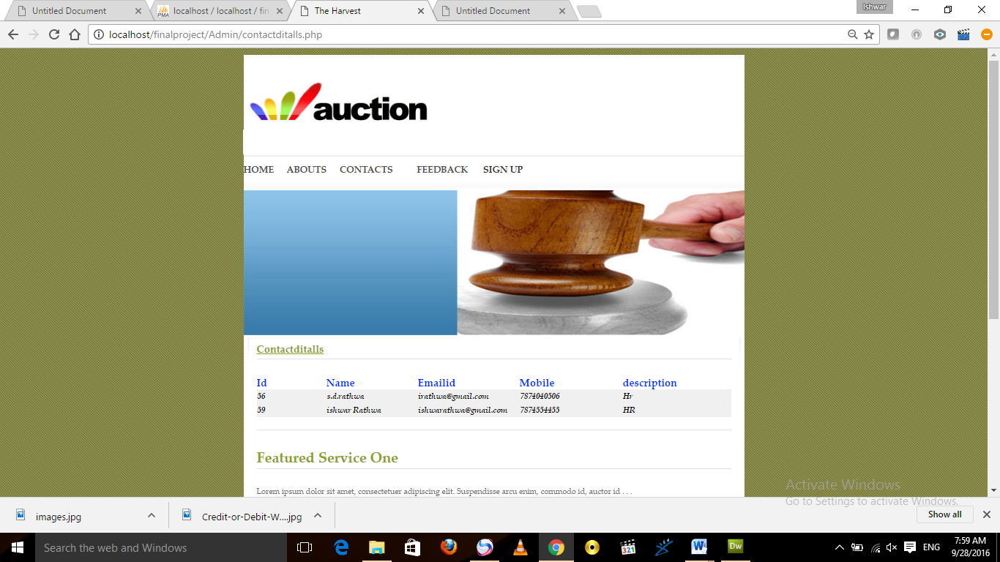 Untitled Document
localhost / localhost / fin
The Harvest
Untitled Document
Ishwar
localhost/finalproject/Admin/contactditalls.php
auction
HOME ABOUTS CONTACTS FEEDBACK SIGN UP
Contactditalls
Id Name Emailid Mobile description
56 s.d.rathwa irathwa@gmail.com 7874040506 Hr
59 ishwar Rathwa ishwarathwa@gmail.com 7874554455 HR
Featured Service One
Lorem ipsum dolor sit amet, consectetuer adipiscing elit. Suspendisse arcu enim, commodo id, auctor id . . .
Activate Windows
Go to Settings to activate Windows.
images.jpg
Credit-or-Debit-W....jpg
Show all
Search the web and Windows
321
Dw
ENG
7:59 AM
9/28/2016